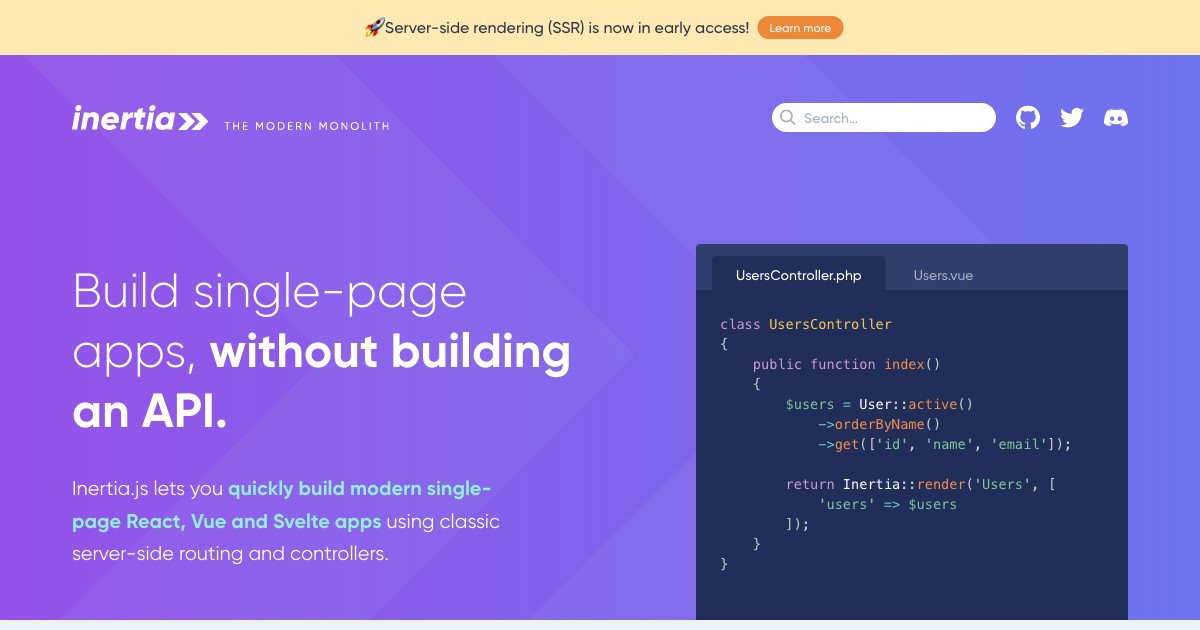 🚀Server-side rendering (SSR) is now in early access! Learn more
inertia
THE MODERN MONOLITH
Search...
Build single-page
apps, without building
an API.
Inertia.js lets you quickly build modern single-
page React, Vue and Svelte apps using classic
server-side routing and controllers.
UsersController.php
Users.vue
class UsersController
{
    public function index()
    {
        $users = User::active()
            ->orderByName()
            ->get(['id', 'name', 'email']);

        return Inertia::render('Users', [
            'users' => $users
        ]);
    }
}